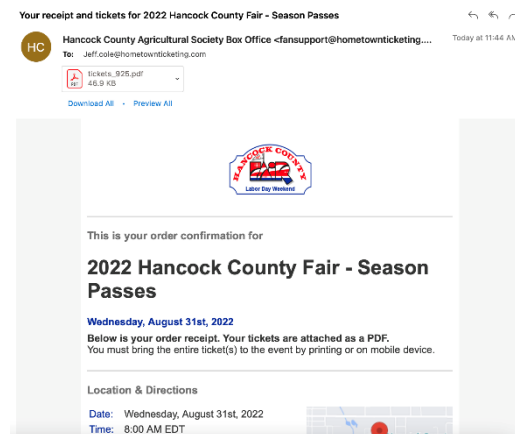 Your receipt and tickets for 2022 Hancock County Fair - Season Passes
HC
Hancock County Agricultural Society Box Office <fansupport@hometownticketing....
Today at 11:44 AM
To: Jeff.cole@hometownticketing.com
tickets_925.pdf
46.9 KB
Download All • Preview All
HANCOCK COUNTY
FAIR
Labor Day Weekend
This is your order confirmation for
2022 Hancock County Fair - Season
Passes
Wednesday, August 31st, 2022
Below is your order receipt. Your tickets are attached as a PDF.
You must bring the entire ticket(s) to the event by printing or on mobile device.
Location & Directions
Date: Wednesday, August 31st, 2022
Time: 8:00 AM EDT